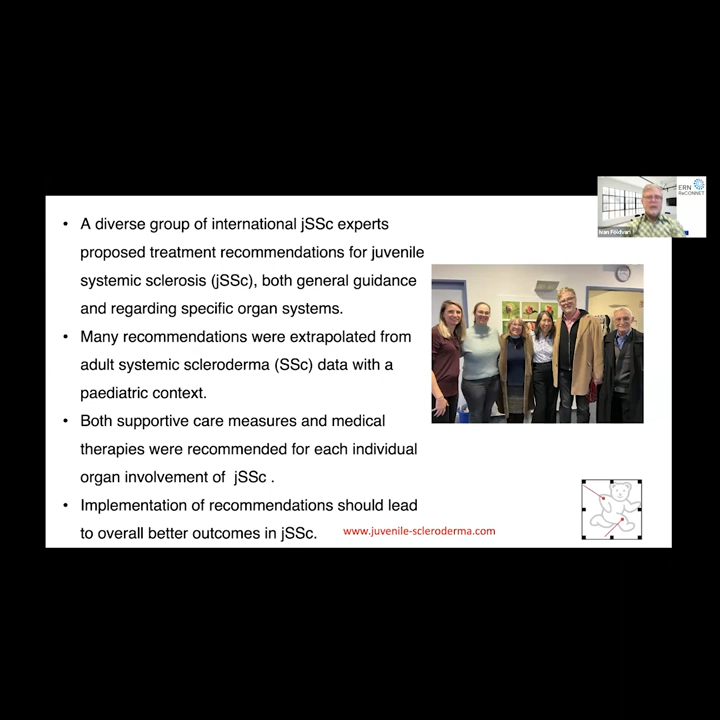 • A diverse group of international jSSc experts
proposed treatment recommendations for juvenile
systemic sclerosis (jSSc), both general guidance
and regarding specific organ systems.
• Many recommendations were extrapolated from
adult systemic scleroderma (SSc) data with a
paediatric context.
• Both supportive care measures and medical
therapies were recommended for each individual
organ involvement of jSSc .
• Implementation of recommendations should lead
to overall better outcomes in jSSc.
www.juvenile-scleroderma.com
ERN
ReCONNET
Ivan Földvari